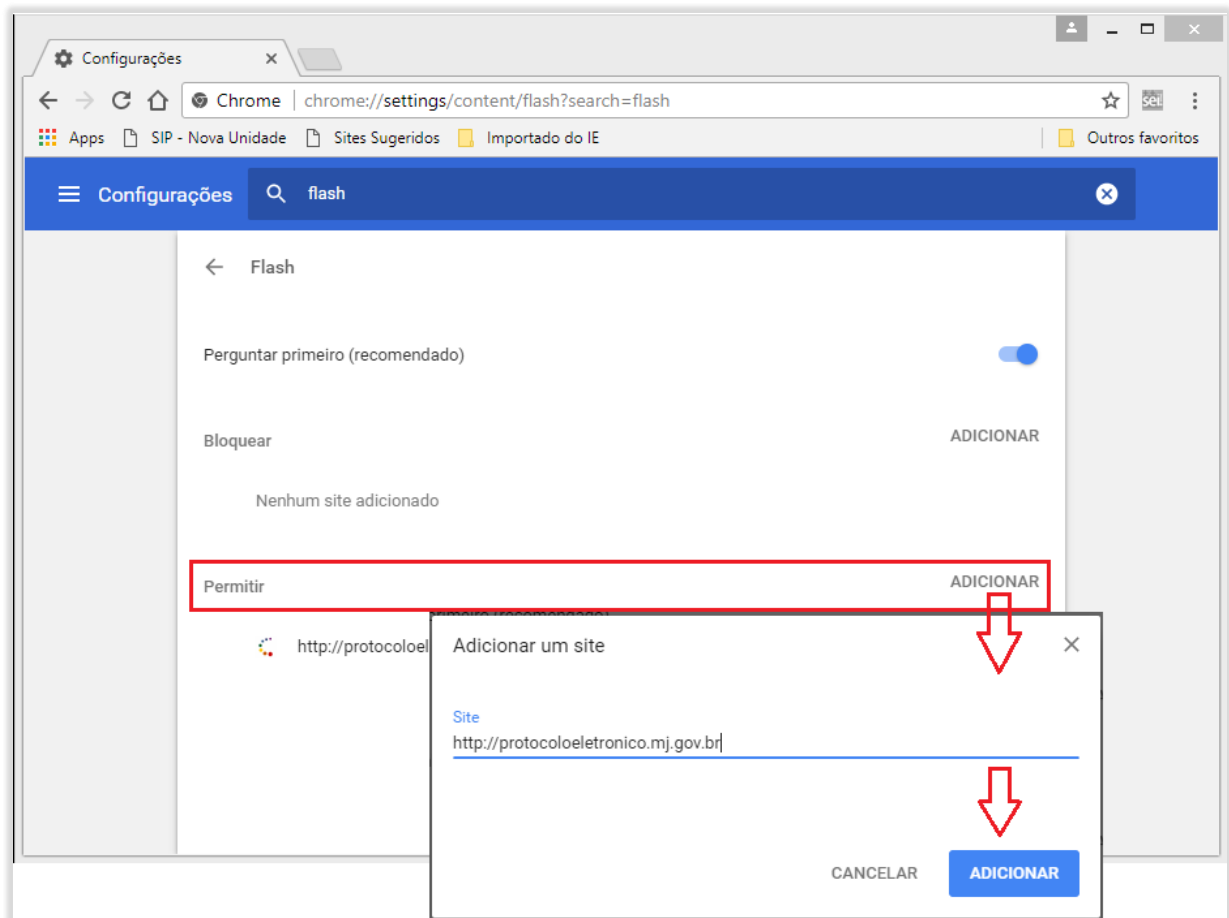 Configurações
Chrome | chrome://settings/content/flash?search=flash
sei
Apps SIP - Nova Unidade Sites Sugeridos Importado do IE Outros favoritos
Configurações flash
Flash
Perguntar primeiro (recomendado)
Bloquear ADICIONAR
Nenhum site adicionado
Permitir ADICIONAR
http://protocoloel
Adicionar um site
Site
http://protocoloeletronico.mj.gov.br
CANCELAR ADICIONAR